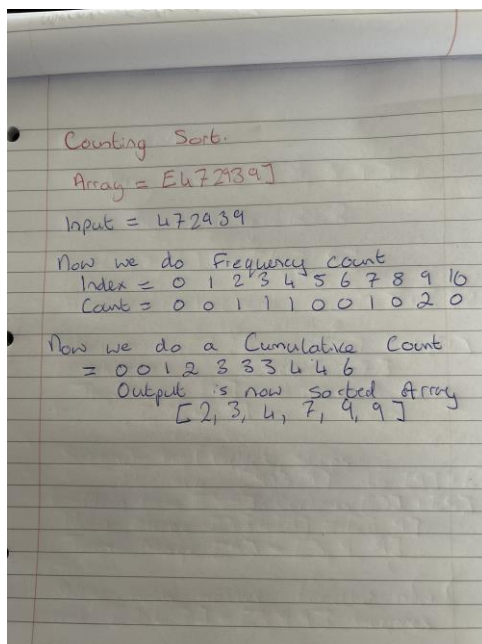 Counting Sort.
Array = [472939]
Input = 472939
Now we do Frequency count
Index = 0 1 2 3 4 5 6 7 8 9 10
Count = 0 0 1 1 1 0 0 1 0 2 0
Now we do a Cumulative Count
= 0 0 1 2 3 3 3 4 4 6
Output is now sorted Array
[2, 3, 4, 7, 9, 9]